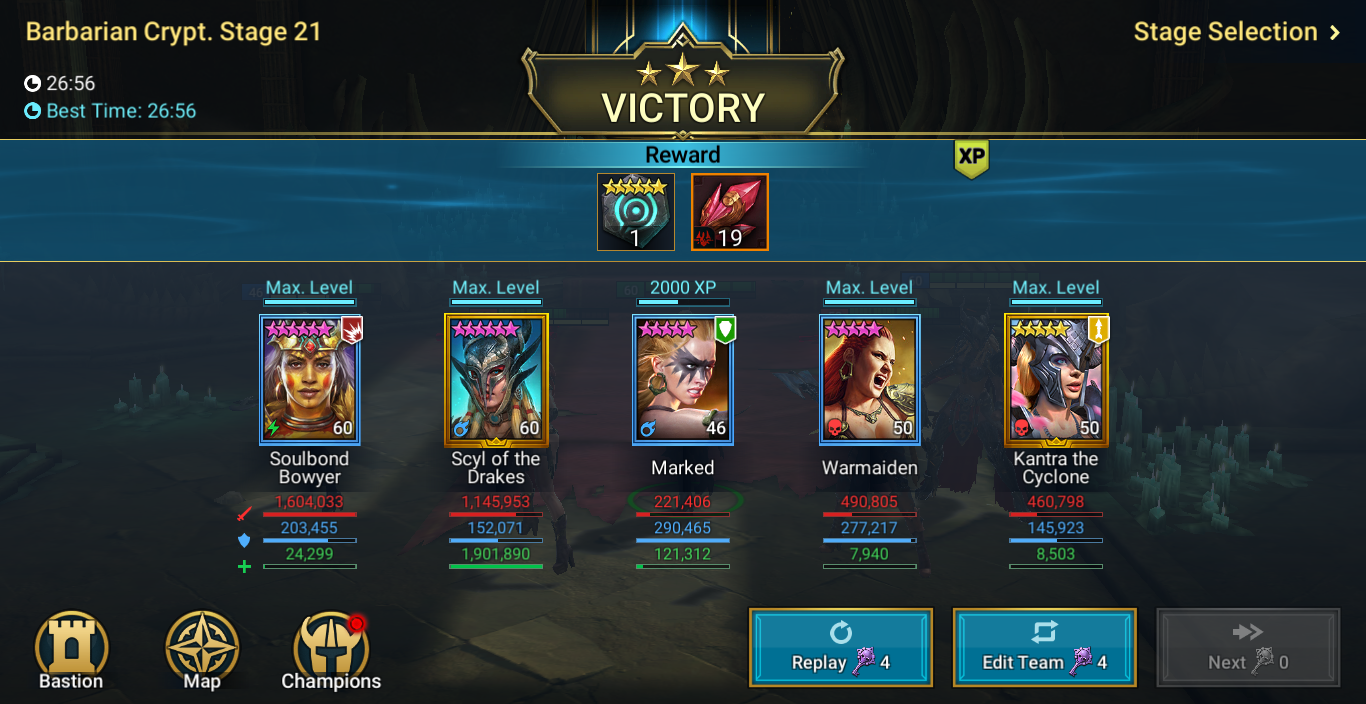 Barbarian Crypt. Stage 21
Stage Selection
26:56
Best Time: 26:56
VICTORY
Reward
XP
1
19
Max. Level
Max. Level
2000 XP
Max. Level
Max. Level
60
60
46
50
50
Soulbond
Bowyer
Scyl of the
Drakes
Marked
Warmaiden
Kantra the
Cyclone
1,604,033
1,145,953
221,406
490,805
460,798
203,455
152,071
290,465
277,217
145,923
24,299
1,901,890
121,312
7,940
8,503
Bastion
Map
Champions
Replay 4
Edit Team 4
Next 0